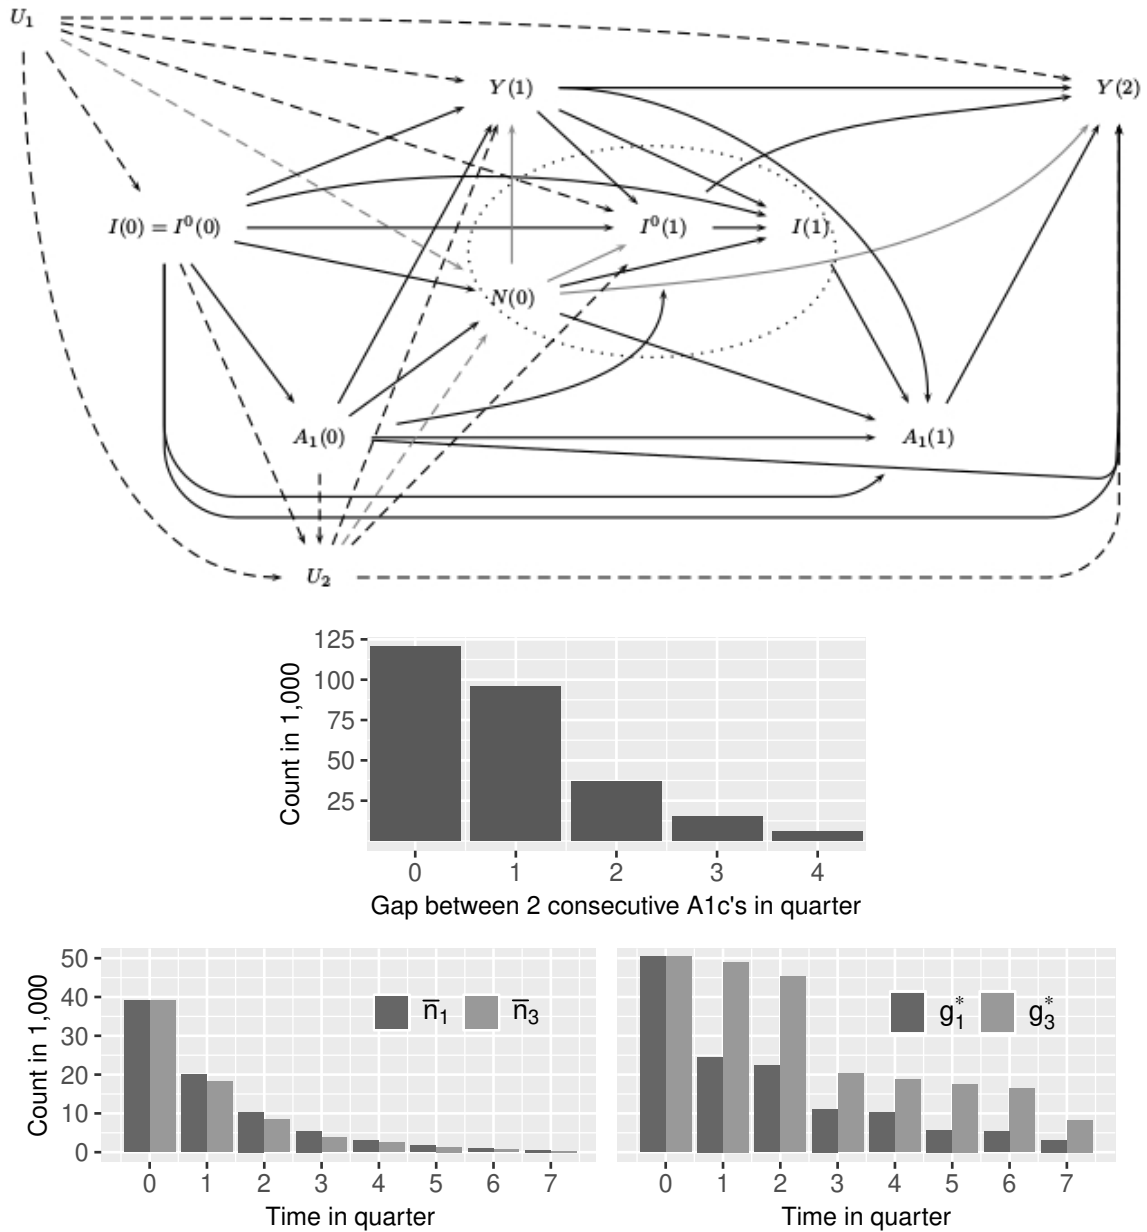 U₁
Y(1) Y(2)
I(0) = I⁰(0) I⁰(1) I(1)
N(0)
A₁(0) A₁(1)
U₂
125
100
75
50
25
Count in 1,000
0 1 2 3 4
Gap between 2 consecutive A1c's in quarter
50
40
30
20
10
0
Count in 1,000
n̅₁ n̅₃
0 1 2 3 4 5 6 7
Time in quarter
g₁* g₃*
0 1 2 3 4 5 6 7
Time in quarter